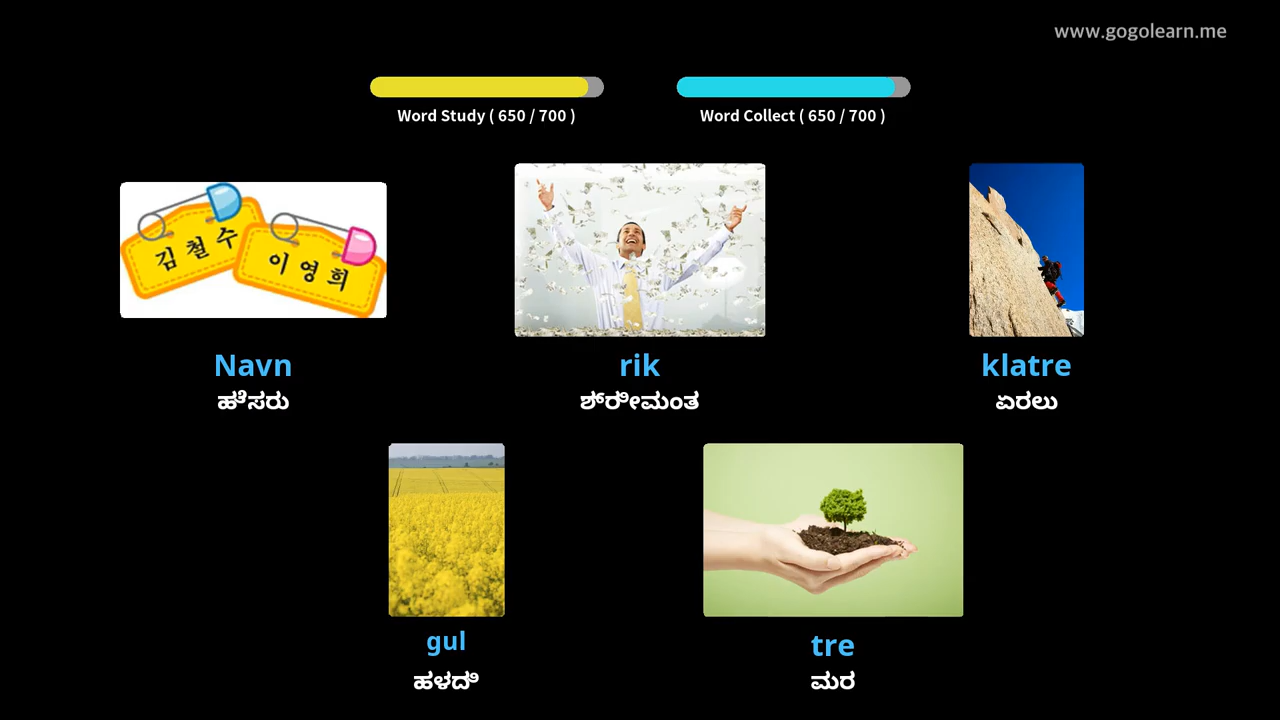 www.gogolearn.me
Word Study ( 650 / 700 )
Word Collect ( 650 / 700 )
김철수
이영희
Navn
ಹೆಸರು
rik
ಶ್ರೀಮಂತ
klatre
ಏರಲು
gul
ಹಳದಿ
tre
ಮರ